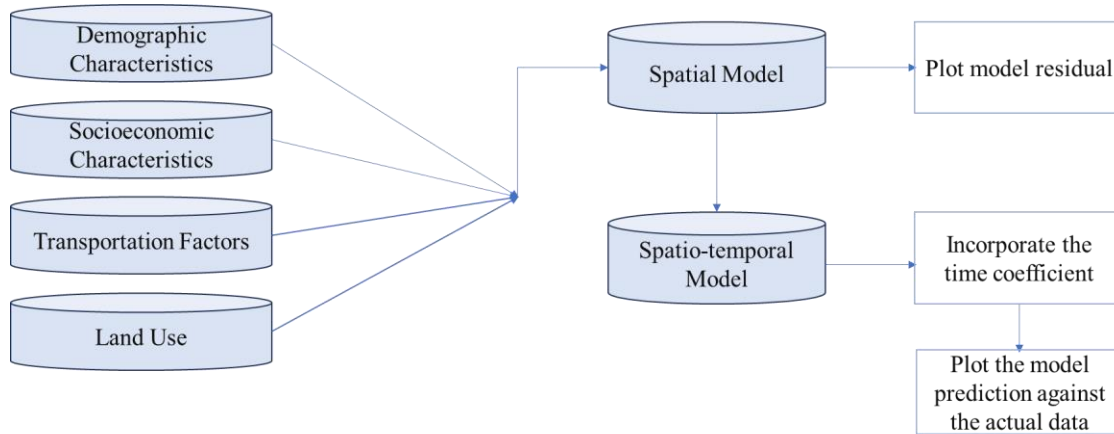 Demographic
Characteristics
Socioeconomic
Characteristics
Transportation Factors
Land Use
Spatial Model
Plot model residual
Spatio-temporal
Model
Incorporate the
time coefficient
Plot the model
prediction against
the actual data